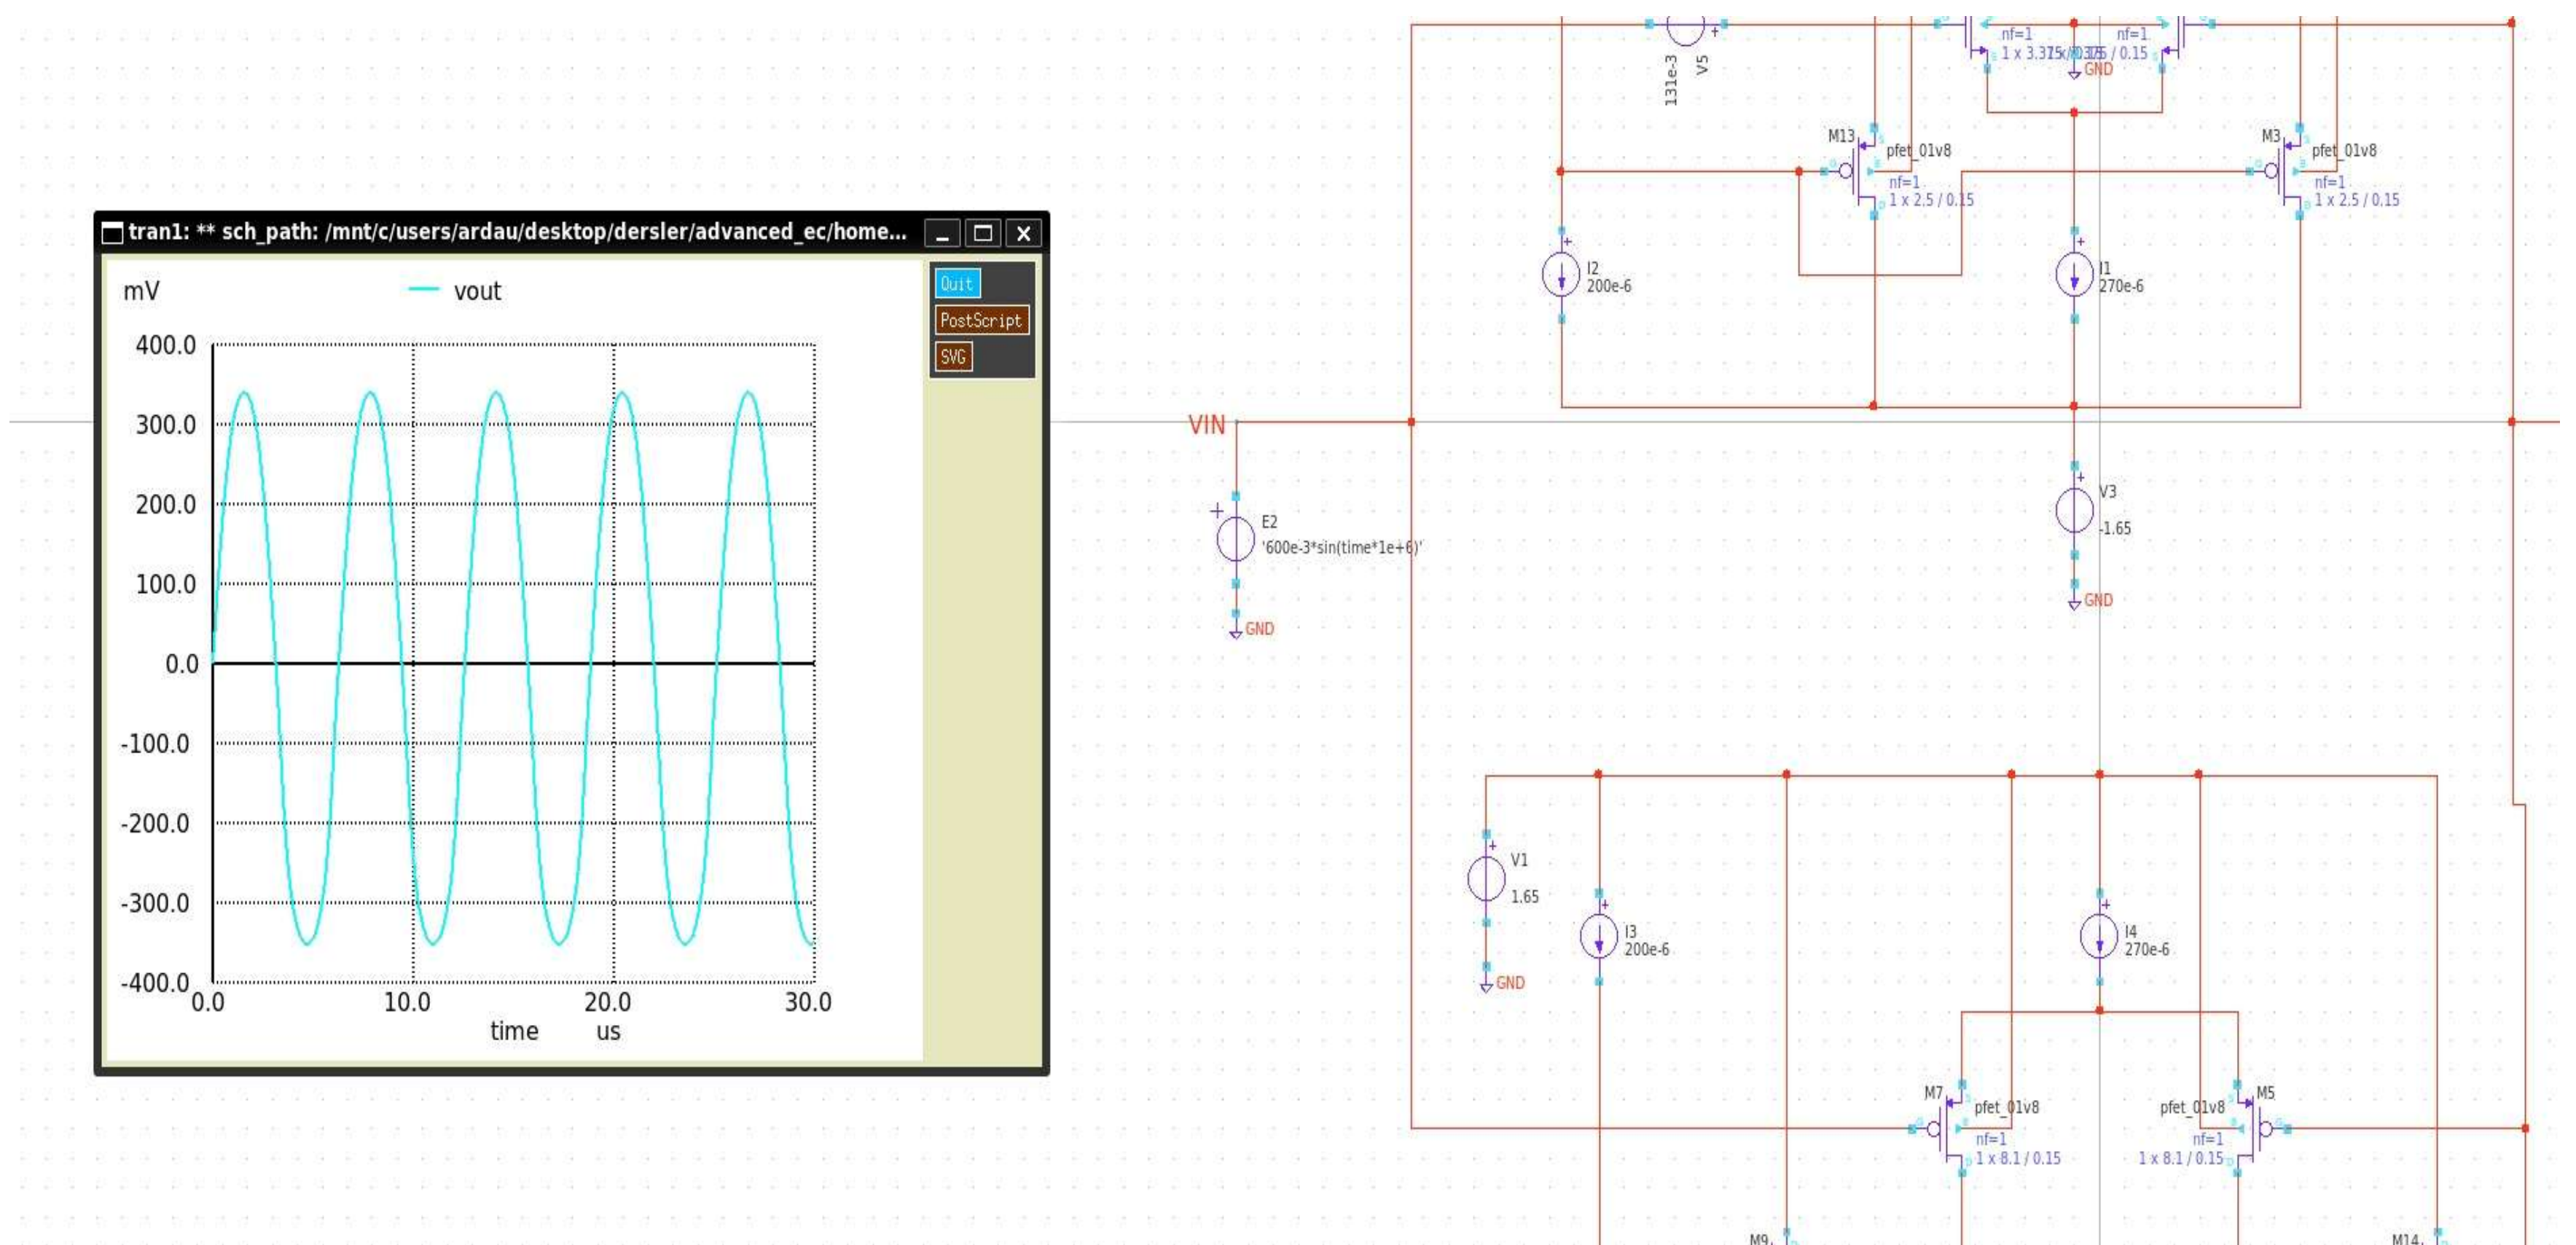 tran1: ** sch_path: /mnt/c/users/ardau/desktop/dersler/advanced_ec/home...
Quit
PostScript
SVG
mV
vout
400.0
300.0
200.0
100.0
0.0
-100.0
-200.0
-300.0
-400.0
0.0
10.0
20.0
30.0
time us
131e-3
V5
nf=1
nf=1
GND
M13
pfet_01v8
nf=1
1 x 2.5 / 0.15
M3
pfet_01v8
nf=1
1 x 2.5 / 0.15
I2
200e-6
I1
270e-6
VIN
E2
'600e-3*sin(time*1e+6)'
GND
V3
-1.65
GND
V1
1.65
GND
I3
200e-6
I4
270e-6
M7
pfet_01v8
nf=1
1 x 8.1 / 0.15
M5
pfet_01v8
nf=1
1 x 8.1 / 0.15
M9
M14